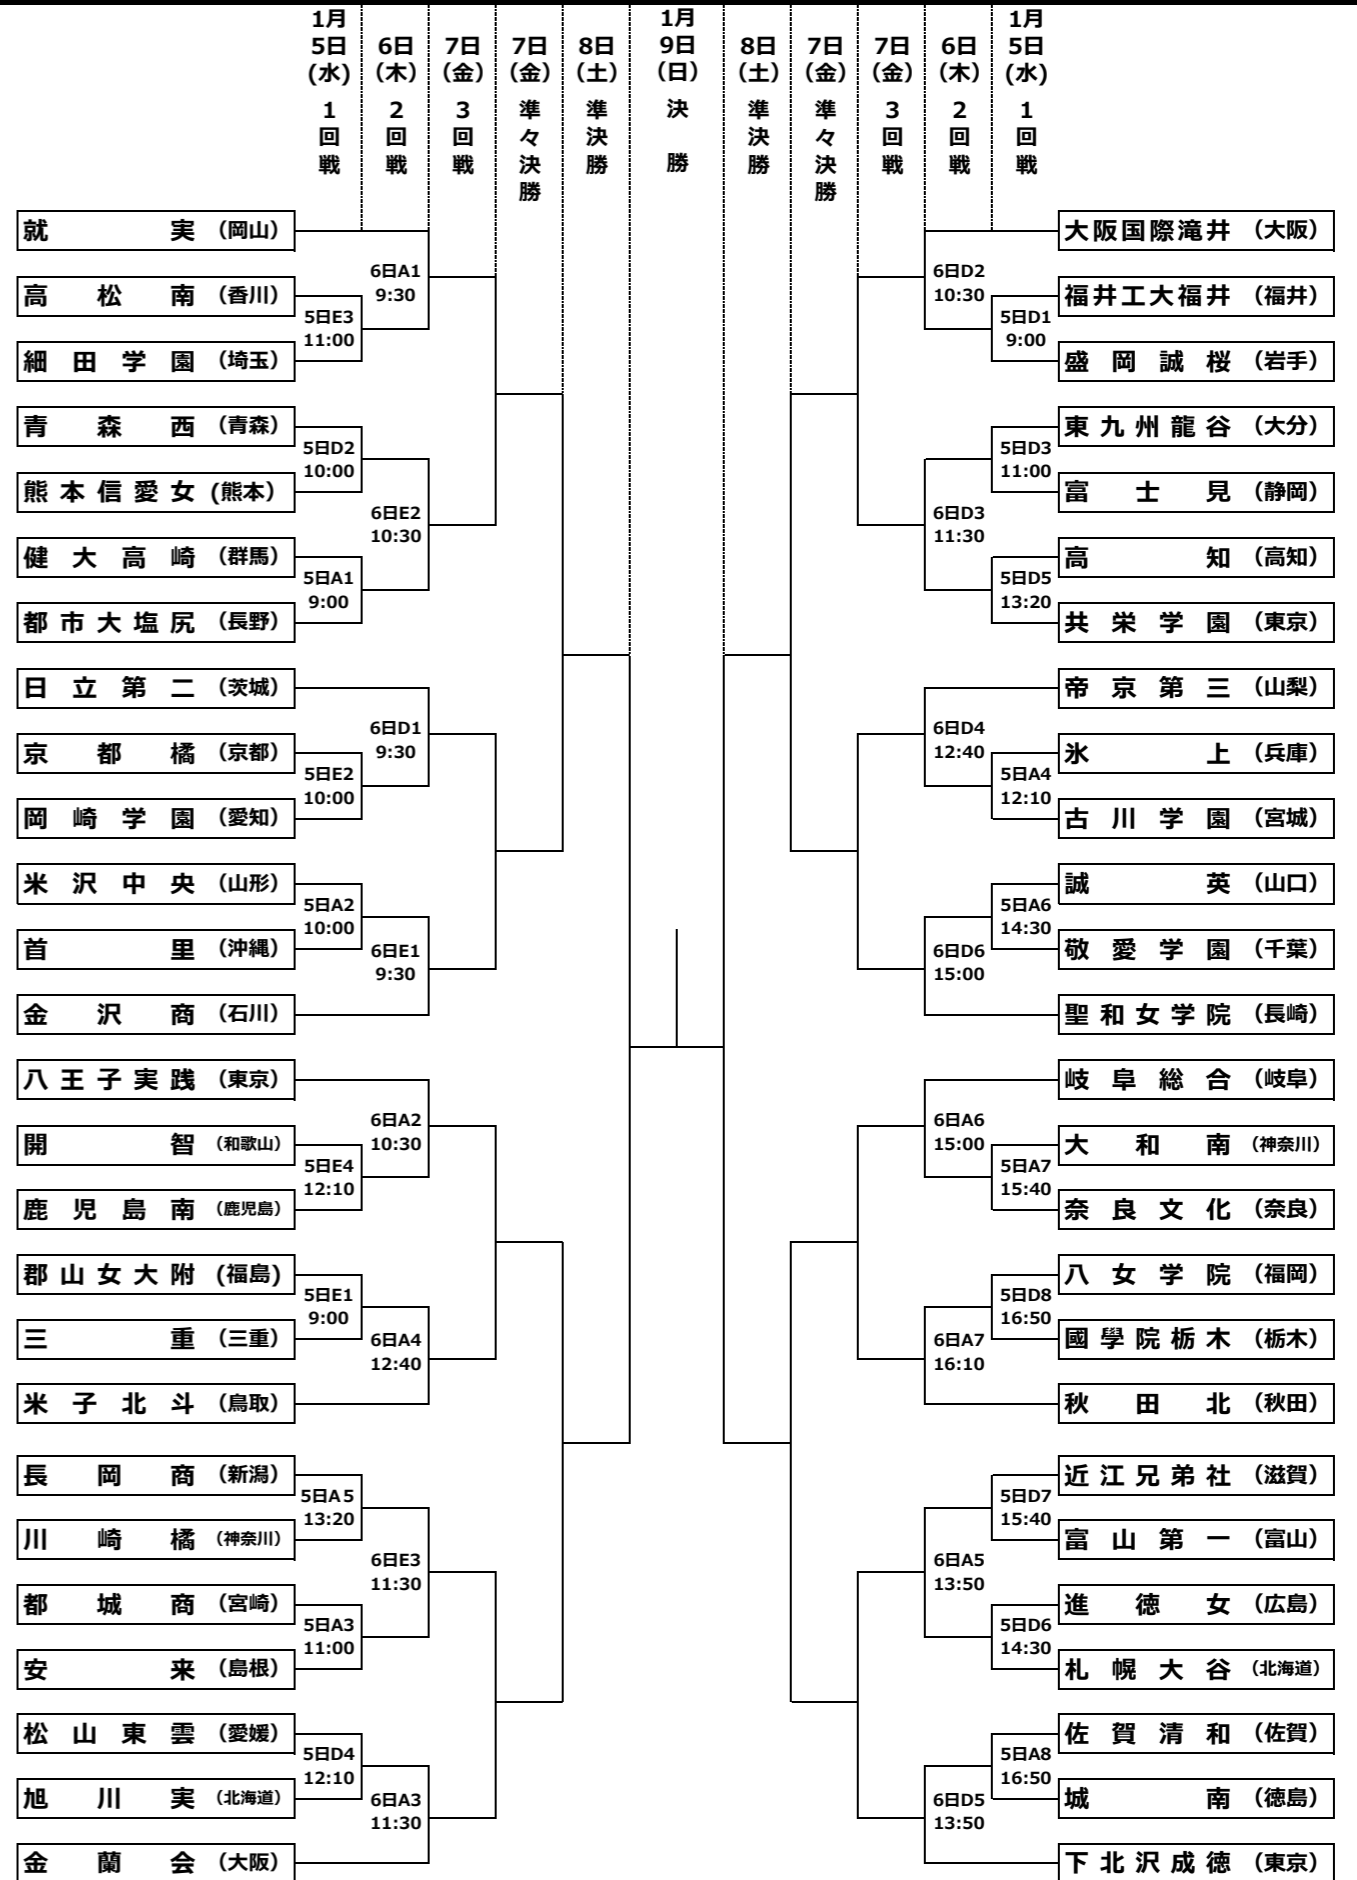 1月 5日 (水) 1回戦
6日 (木) 2回戦
7日 (金) 3回戦
7日 (金) 準々決勝
8日 (土) 準決勝
1月 9日 (日) 決勝
8日 (土) 準決勝
7日 (金) 準々決勝
7日 (金) 3回戦
6日 (木) 2回戦
1月 5日 (水) 1回戦
就実 (岡山)
高松南 (香川)
細田学園 (埼玉)
青森西 (青森)
熊本信愛女 (熊本)
健大高崎 (群馬)
都市大塩尻 (長野)
日立第二 (茨城)
京都橘 (京都)
岡崎学園 (愛知)
米沢中央 (山形)
首里 (沖縄)
金沢商 (石川)
八王子実践 (東京)
開智 (和歌山)
鹿児島南 (鹿児島)
郡山女大附 (福島)
三重 (三重)
米子北斗 (鳥取)
長岡商 (新潟)
川崎橘 (神奈川)
都城商 (宮崎)
安来 (島根)
松山東雲 (愛媛)
旭川実 (北海道)
金蘭会 (大阪)
5日E3
11:00
5日D2
10:00
5日A1
9:00
5日E2
10:00
5日A2
10:00
5日E4
12:10
5日E1
9:00
5日A5
13:20
5日A3
11:00
5日D4
12:10
6日A1
9:30
6日E2
10:30
6日D1
9:30
6日E1
9:30
6日A2
10:30
6日A4
12:40
6日E3
11:30
6日A3
11:30
6日D2
10:30
6日D3
11:30
6日D4
12:40
6日D6
15:00
6日A6
15:00
6日A7
16:10
6日A5
13:50
6日D5
13:50
5日D1
9:00
5日D3
11:00
5日D5
13:20
5日A4
12:10
5日A6
14:30
5日A7
15:40
5日D8
16:50
5日D7
15:40
5日D6
14:30
5日A8
16:50
大阪国際滝井 (大阪)
福井工大福井 (福井)
盛岡誠桜 (岩手)
東九州龍谷 (大分)
富士見 (静岡)
高知 (高知)
共栄学園 (東京)
帝京第三 (山梨)
氷上 (兵庫)
古川学園 (宮城)
誠英 (山口)
敬愛学園 (千葉)
聖和女学院 (長崎)
岐阜総合 (岐阜)
大和南 (神奈川)
奈良文化 (奈良)
八女学院 (福岡)
國學院栃木 (栃木)
秋田北 (秋田)
近江兄弟社 (滋賀)
富山第一 (富山)
進徳女 (広島)
札幌大谷 (北海道)
佐賀清和 (佐賀)
城南 (徳島)
下北沢成徳 (東京)